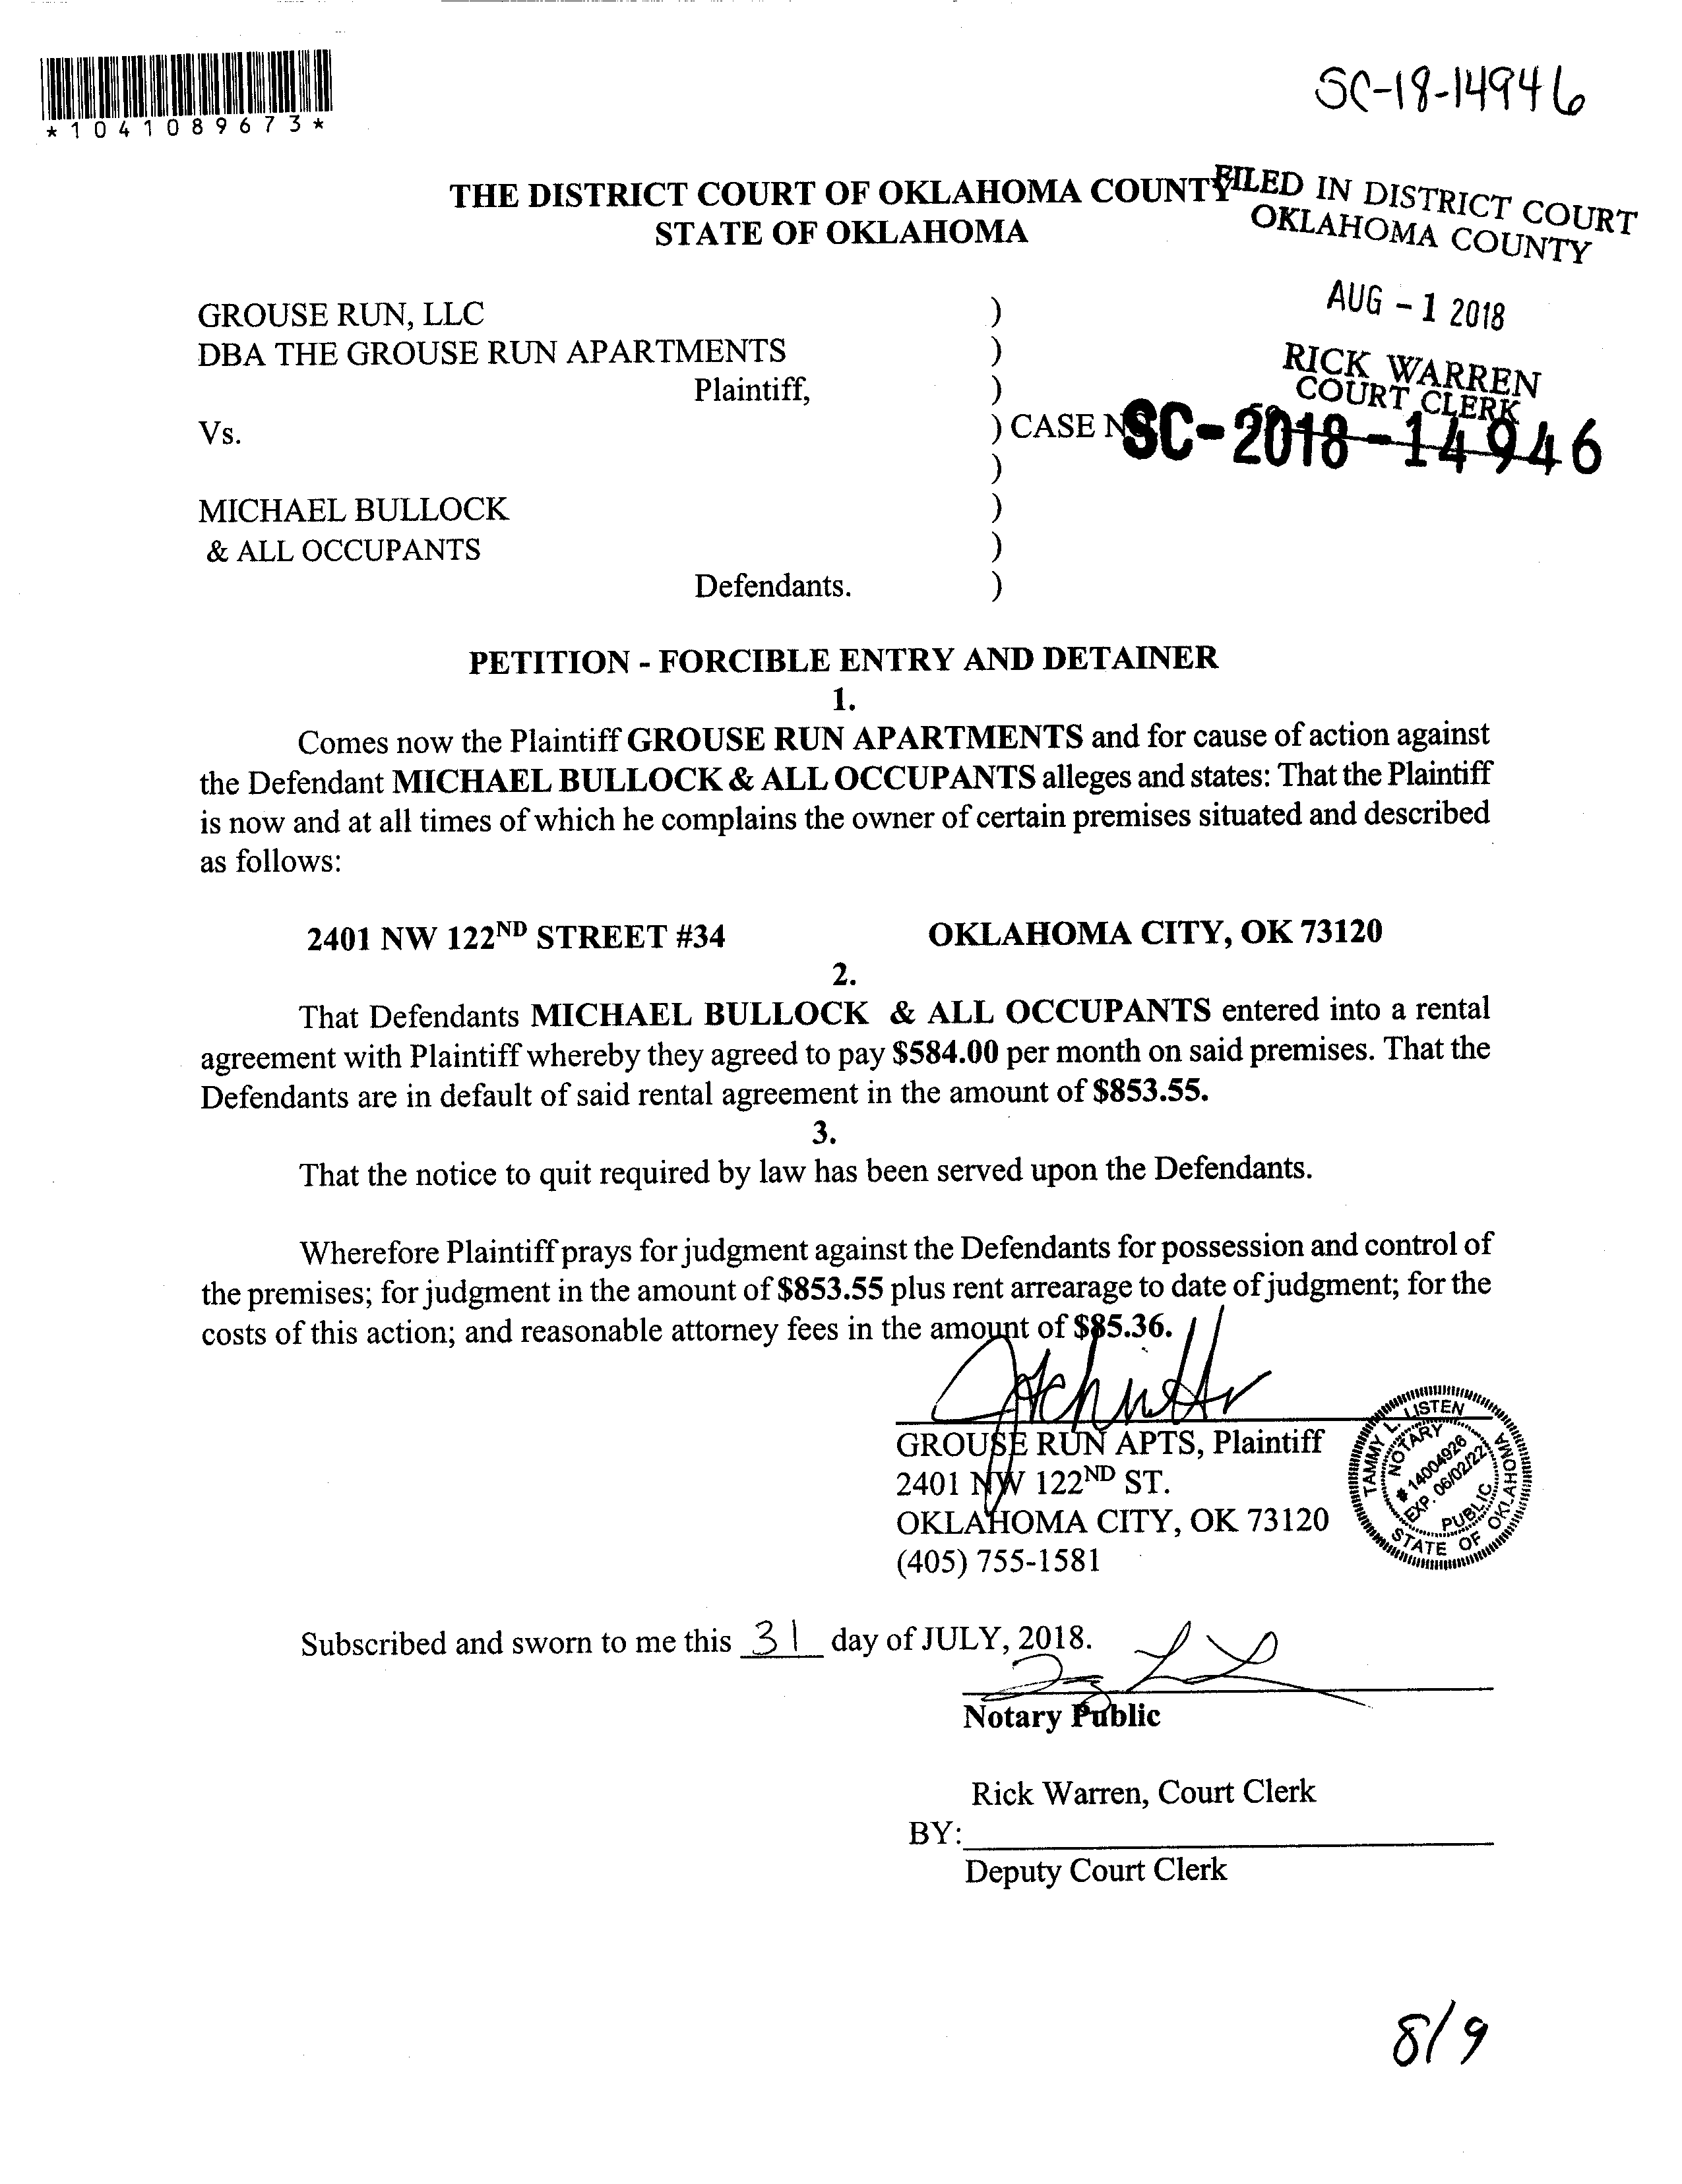 *1041089673*
SC-18-14946
THE DISTRICT COURT OF OKLAHOMA COUNTY
STATE OF OKLAHOMA
FILED IN DISTRICT COURT
OKLAHOMA COUNTY
AUG - 1 2018
RICK WARREN
COURT CLERK
GROUSE RUN, LLC )
DBA THE GROUSE RUN APARTMENTS )
Plaintiff, )
Vs. ) CASE NO. SC-2018-14946
)
MICHAEL BULLOCK )
& ALL OCCUPANTS )
Defendants. )
PETITION - FORCIBLE ENTRY AND DETAINER
1.
Comes now the Plaintiff GROUSE RUN APARTMENTS and for cause of action against
the Defendant MICHAEL BULLOCK & ALL OCCUPANTS alleges and states: That the Plaintiff
is now and at all times of which he complains the owner of certain premises situated and described
as follows:
2401 NW 122ND STREET #34 OKLAHOMA CITY, OK 73120
2.
That Defendants MICHAEL BULLOCK & ALL OCCUPANTS entered into a rental
agreement with Plaintiff whereby they agreed to pay $584.00 per month on said premises. That the
Defendants are in default of said rental agreement in the amount of $853.55.
3.
That the notice to quit required by law has been served upon the Defendants.
Wherefore Plaintiff prays for judgment against the Defendants for possession and control of
the premises; for judgment in the amount of $853.55 plus rent arrearage to date of judgment; for the
costs of this action; and reasonable attorney fees in the amount of $85.36.
GROUSE RUN APTS, Plaintiff
2401 NW 122ND ST.
OKLAHOMA CITY, OK 73120
(405) 755-1581
TAMMY L. LISTEN
NOTARY
# 14004926
EXP. 06/02/22
PUBLIC
STATE OF OKLAHOMA
Subscribed and sworn to me this 31 day of JULY, 2018.
Notary Public
Rick Warren, Court Clerk
BY:
Deputy Court Clerk
8/9